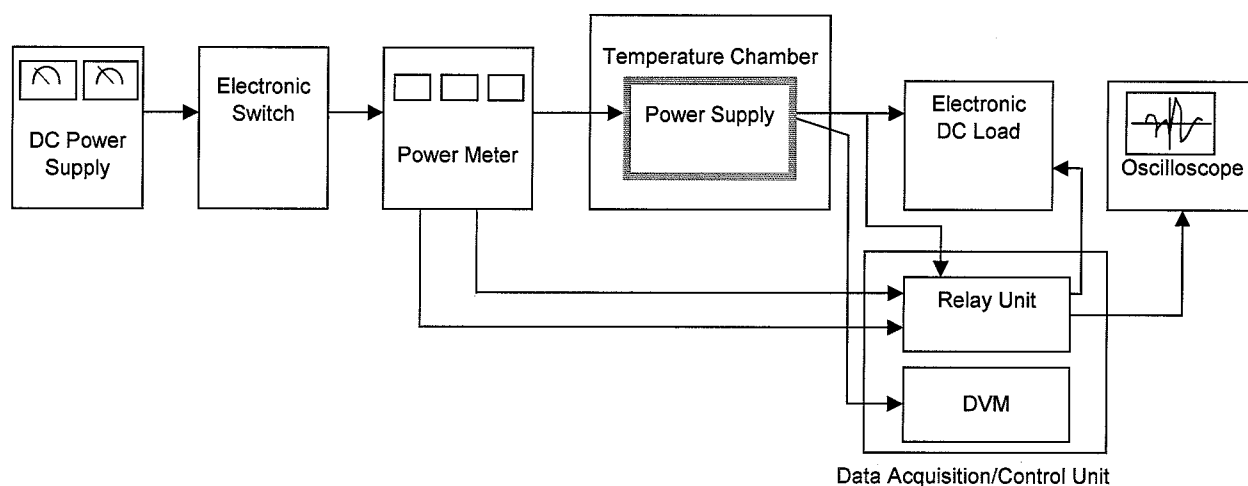 DC Power
Supply
Electronic
Switch
Power Meter
Temperature Chamber
Power Supply
Electronic
DC Load
Oscilloscope
Relay Unit
DVM
Data Acquisition/Control Unit